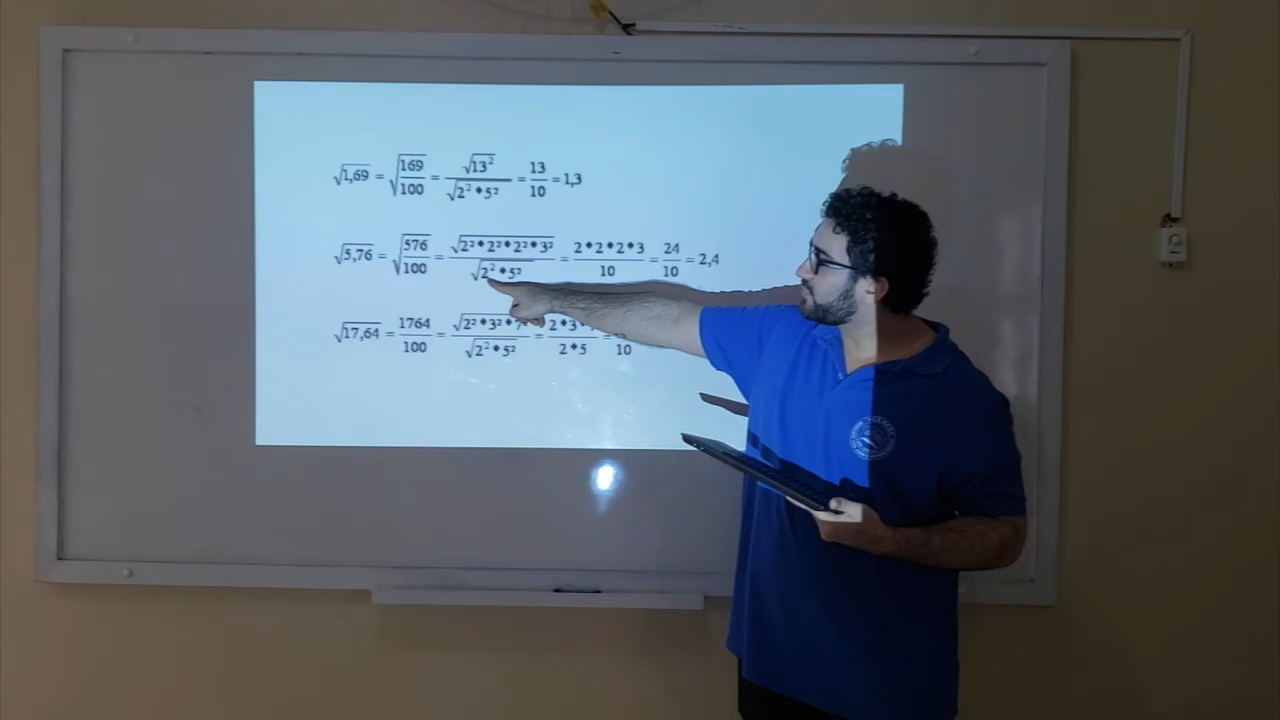 √1,69 = √(169/100) = √13² / √(2² * 5²) = 13/10 = 1,3
√5,76 = √(576/100) = √(2² * 2² * 2² * 3²) / √(2² * 5²) = (2 * 2 * 2 * 3)/10 = 24/10 = 2,4
√17,64 = 1764/100 = √(2² * 3² * 7 / √(2² * 5²) = 2 * 3 / 2 * 5 = /10